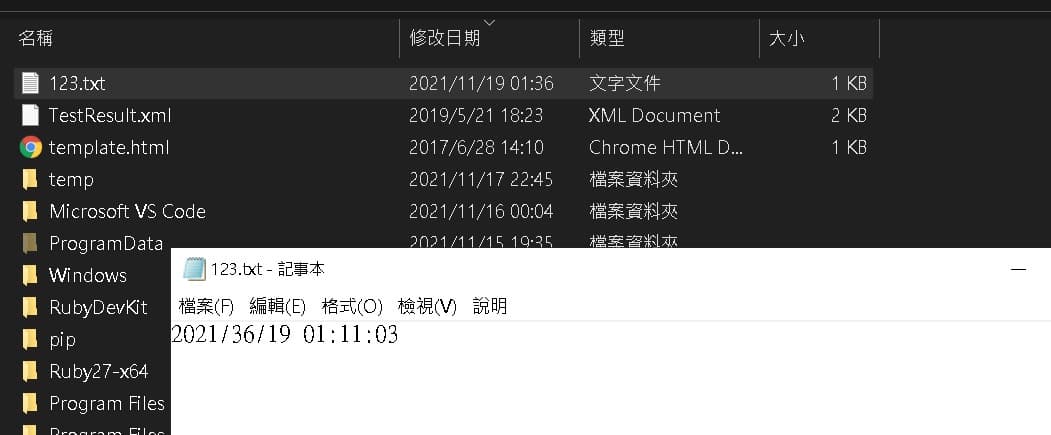 名稱 修改日期 類型 大小
123.txt 2021/11/19 01:36 文字文件 1 KB
TestResult.xml 2019/5/21 18:23 XML Document 2 KB
template.html 2017/6/28 14:10 Chrome HTML D... 1 KB
temp 2021/11/17 22:45 檔案資料夾
Microsoft VS Code 2021/11/16 00:04 檔案資料夾
ProgramData 2021/11/15 19:35 檔案資料夾
Windows
RubyDevKit
pip
Ruby27-x64
Program Files
Program Files
123.txt - 記事本
檔案(F) 編輯(E) 格式(O) 檢視(V) 說明
2021/36/19 01:11:03